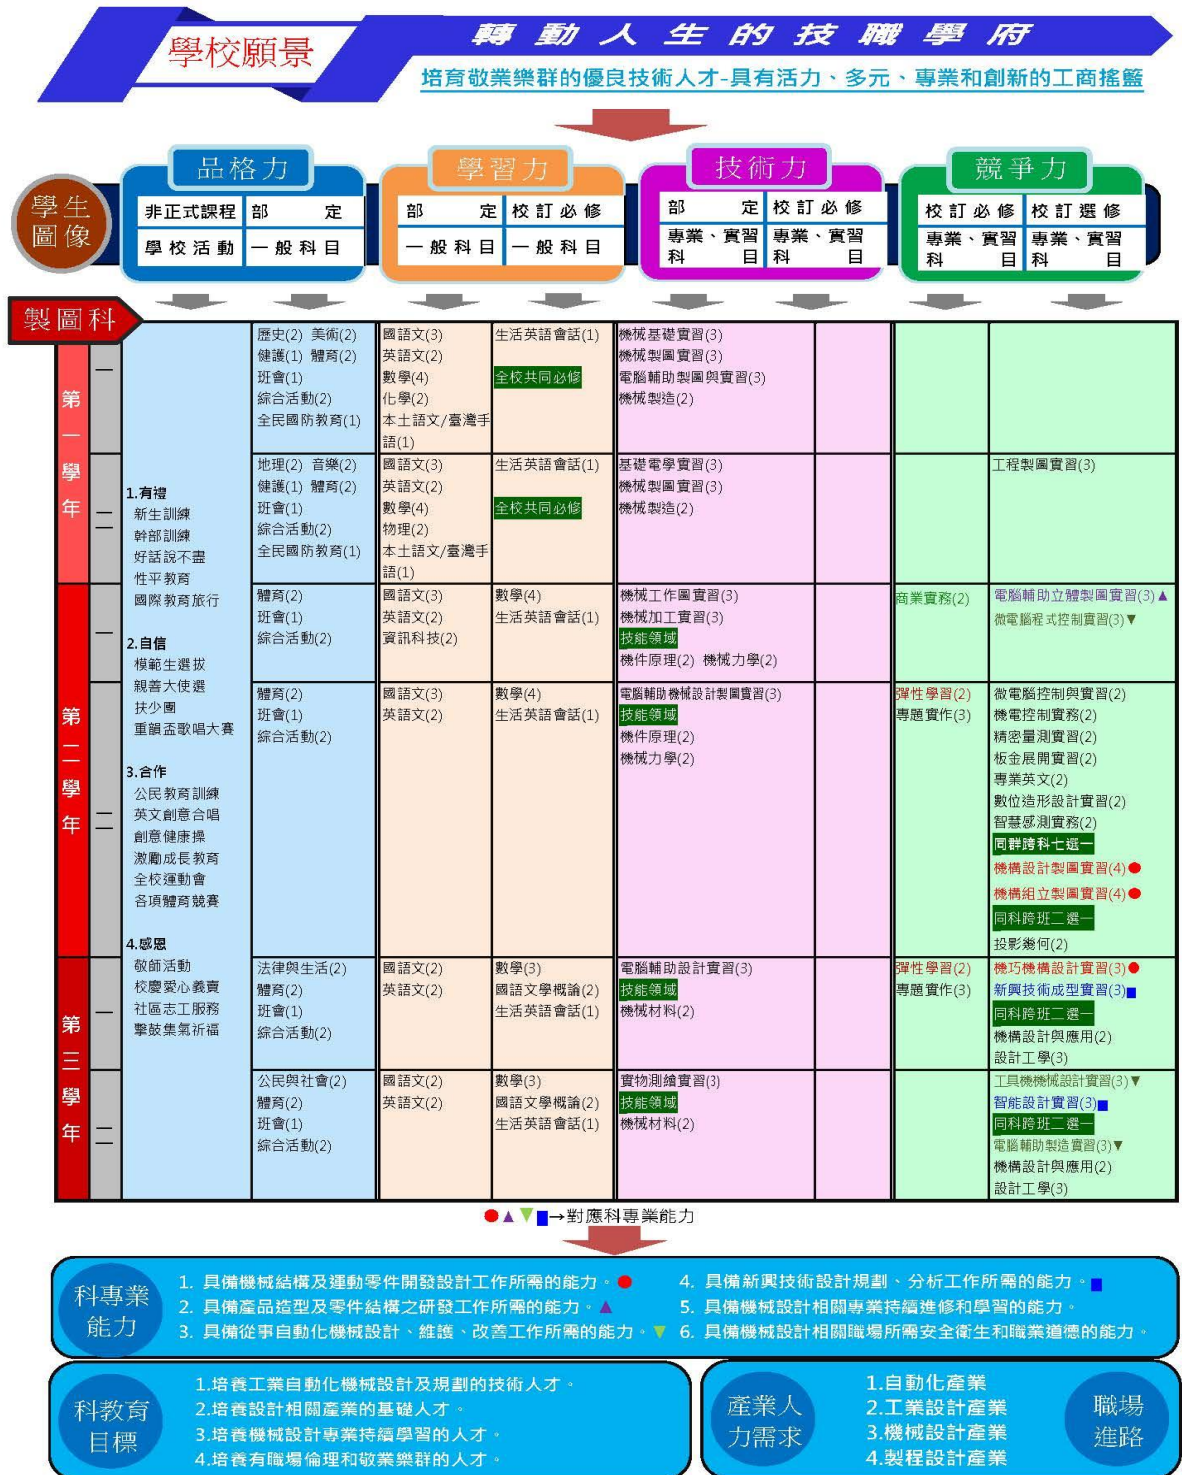 學校願景
轉動人生的技職學府
培育敬業樂群的優良技術人才-具有活力、多元、專業和創新的工商搖籃
學生
圖像
品格力
非正式課程 部定
學校活動 一般科目
學習力
部定 校訂必修
一般科目 一般科目
技術力
部定 校訂必修
專業、實習 專業、實習
科目 科目
競爭力
校訂必修 校訂選修
專業、實習 專業、實習
科目 科目
製圖科
第一學年
第二學年
第三學年
1.有禮
新生訓練
幹部訓練
好話說不盡
性平教育
國際教育旅行
2.自信
模範生選拔
親善大使選
扶少團
重韻盃歌唱大賽
3.合作
公民教育訓練
英文創意合唱
創意健康操
激勵成長教育
全校運動會
各項體育競賽
4.感恩
敬師活動
校慶愛心義賣
社區志工服務
擊鼓集氣祈福
一
歷史(2) 美術(2)
健護(1) 體育(2)
班會(1)
綜合活動(2)
全民國防教育(1)
國語文(3)
英語文(2)
數學(4)
化學(2)
本土語文/臺灣手
語(1)
生活英語會話(1)
全校共同必修
機械基礎實習(3)
機械製圖實習(3)
電腦輔助製圖與實習(3)
機械製造(2)
二
地理(2) 音樂(2)
健護(1) 體育(2)
班會(1)
綜合活動(2)
全民國防教育(1)
國語文(3)
英語文(2)
數學(4)
物理(2)
本土語文/臺灣手
語(1)
生活英語會話(1)
全校共同必修
基礎電學實習(3)
機械製圖實習(3)
機械製造(2)
工程製圖實習(3)
一
體育(2)
班會(1)
綜合活動(2)
國語文(3)
英語文(2)
資訊科技(2)
數學(4)
生活英語會話(1)
機械工作圖實習(3)
機械加工實習(3)
技能領域
機件原理(2) 機械力學(2)
商業實務(2)
電腦輔助立體製圖實習(3)▲
微電腦程式控制實習(3)▼
二
體育(2)
班會(1)
綜合活動(2)
國語文(3)
英語文(2)
數學(4)
生活英語會話(1)
電腦輔助機械設計製圖實習(3)
技能領域
機件原理(2)
機械力學(2)
彈性學習(2)
專題實作(3)
微電腦控制與實習(2)
機電控制實務(2)
精密量測實習(2)
板金展開實習(2)
專業英文(2)
數位造形設計實習(2)
智慧感測實務(2)
同群跨科七選一
機構設計製圖實習(4)●
機構組立製圖實習(4)●
同科跨班二選一
投影幾何(2)
一
法律與生活(2)
體育(2)
班會(1)
綜合活動(2)
國語文(2)
英語文(2)
數學(3)
國語文學概論(2)
生活英語會話(1)
電腦輔助設計實習(3)
技能領域
機械材料(2)
彈性學習(2)
專題實作(3)
機巧機構設計實習(3)●
新興技術成型實習(3)■
同科跨班二選一
機構設計與應用(2)
設計工學(3)
二
公民與社會(2)
體育(2)
班會(1)
綜合活動(2)
國語文(2)
英語文(2)
數學(3)
國語文學概論(2)
生活英語會話(1)
實物測繪實習(3)
技能領域
機械材料(2)
工具機機械設計實習(3)▼
智能設計實習(3)■
同科跨班二選一
電腦輔助製造實習(3)▼
機構設計與應用(2)
設計工學(3)
●▲▼■→對應科專業能力
科專業
能力
1. 具備機械結構及運動零件開發設計工作所需的能力。●
2. 具備產品造型及零件結構之研發工作所需的能力。▲
3. 具備從事自動化機械設計、維護、改善工作所需的能力。▼
4. 具備新興技術設計規劃、分析工作所需的能力。■
5. 具備機械設計相關專業持續進修和學習的能力。
6. 具備機械設計相關職場所需安全衛生和職業道德的能力。
科教育
目標
1.培養工業自動化機械設計及規劃的技術人才。
2.培養設計相關產業的基礎人才。
3.培養機械設計專業持續學習的人才。
4.培養有職場倫理和敬業樂群的人才。
產業人
力需求
1.自動化產業
2.工業設計產業
3.機械設計產業
4.製程設計產業
職場
進路